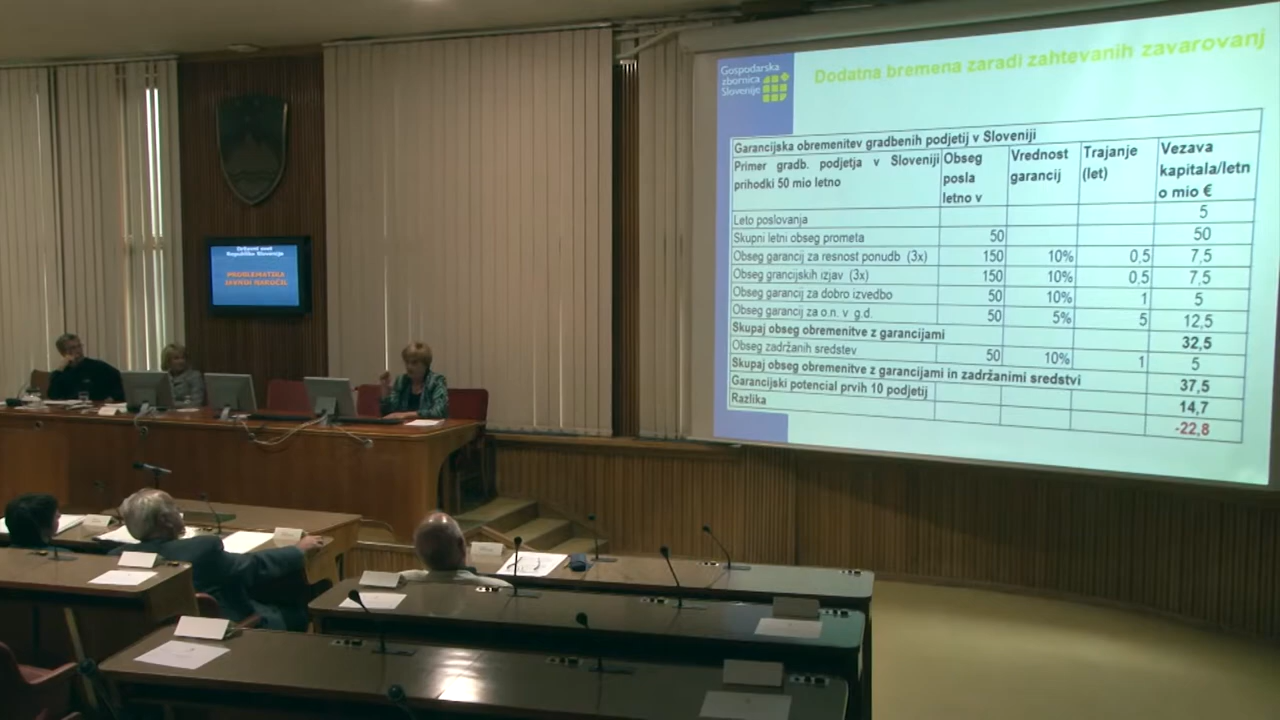 Državni svet
Republike Slovenije
PROBLEMATIKA
JAVNIH NAROČIL
Gospodarska
zbornica
Slovenije
Dodatna bremena zaradi zahtevanih zavarovanj
Garancijska obremenitev gradbenih podjetij v Sloveniji
Primer gradb. podjetja v Sloveniji prihodki 50 mio letno Obseg posla letno v Vrednost garancij Trajanje (let) Vezava kapitala/letno mio €
Leto poslovanja 5
Skupni letni obseg prometa 50 50
Obseg garancij za resnost ponudb (3x) 150 10% 0,5 7,5
Obseg grancijskih izjav (3x) 150 10% 0,5 7,5
Obseg garancij za dobro izvedbo 50 10% 1 5
Obseg garancij za o.n. v g.d. 50 5% 5 12,5
Skupaj obseg obremenitve z garancijami 32,5
Obseg zadržanih sredstev 50 10% 1 5
Skupaj obseg obremenitve z garancijami in zadržanimi sredstvi 37,5
Garancijski potencial prvih 10 podjetij 14,7
Razlika -22,8